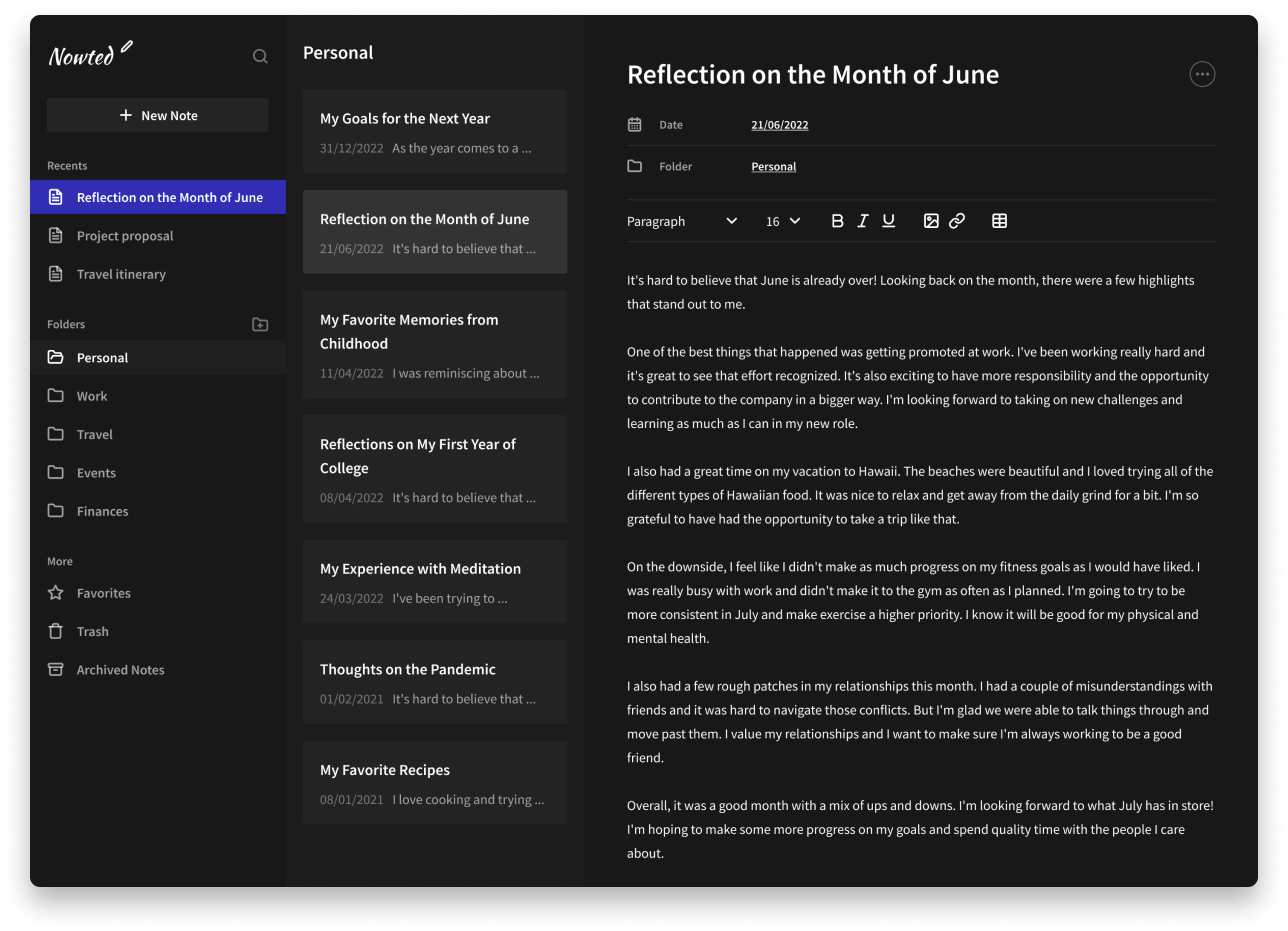 Nowted
New Note
Recents
Reflection on the Month of June
Project proposal
Travel itinerary
Folders
Personal
Work
Travel
Events
Finances
More
Favorites
Trash
Archived Notes
Personal
My Goals for the Next Year
31/12/2022 As the year comes to a ...
Reflection on the Month of June
21/06/2022 It's hard to believe that ...
My Favorite Memories from
Childhood
11/04/2022 I was reminiscing about ...
Reflections on My First Year of
College
08/04/2022 It's hard to believe that ...
My Experience with Meditation
24/03/2022 I've been trying to ...
Thoughts on the Pandemic
01/02/2021 It's hard to believe that ...
My Favorite Recipes
08/01/2021 I love cooking and trying ...
Reflection on the Month of June
Date 21/06/2022
Folder Personal
Paragraph 16 B I U
It's hard to believe that June is already over! Looking back on the month, there were a few highlights
that stand out to me.
One of the best things that happened was getting promoted at work. I've been working really hard and
it's great to see that effort recognized. It's also exciting to have more responsibility and the opportunity
to contribute to the company in a bigger way. I'm looking forward to taking on new challenges and
learning as much as I can in my new role.
I also had a great time on my vacation to Hawaii. The beaches were beautiful and I loved trying all of the
different types of Hawaiian food. It was nice to relax and get away from the daily grind for a bit. I'm so
grateful to have had the opportunity to take a trip like that.
On the downside, I feel like I didn't make as much progress on my fitness goals as I would have liked. I
was really busy with work and didn't make it to the gym as often as I planned. I'm going to try to be
more consistent in July and make exercise a higher priority. I know it will be good for my physical and
mental health.
I also had a few rough patches in my relationships this month. I had a couple of misunderstandings with
friends and it was hard to navigate those conflicts. But I'm glad we were able to talk things through and
move past them. I value my relationships and I want to make sure I'm always working to be a good
friend.
Overall, it was a good month with a mix of ups and downs. I'm looking forward to what July has in store!
I'm hoping to make some more progress on my goals and spend quality time with the people I care
about.